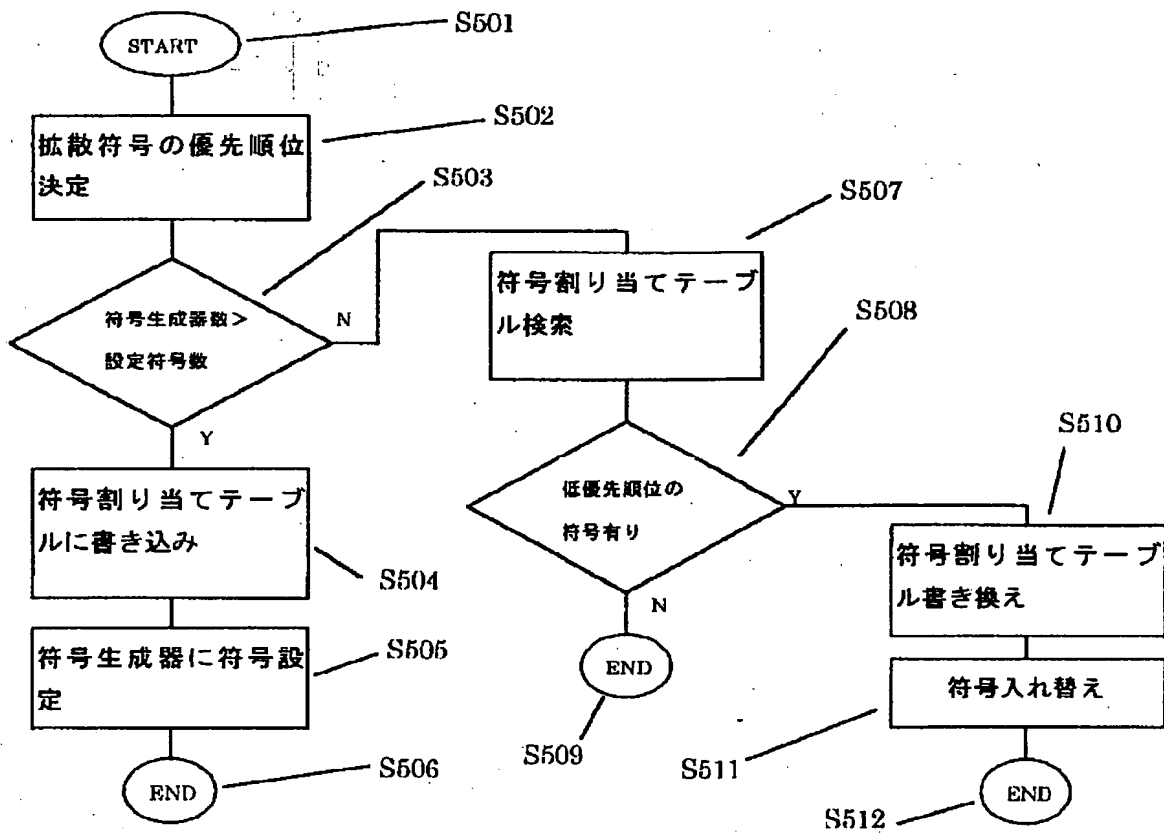 START
S501
拡散符号の優先順位
決定
S502
S503
符号生成器数>
設定符号数
N
Y
符号割り当てテーブ
ルに書き込み
S504
符号生成器に符号設
定
S505
END
S506
S507
符号割り当てテーブ
ル検索
S508
低優先順位の
符号有り
Y
N
END
S509
S510
符号割り当てテーブ
ル書き換え
符号入れ替え
S511
END
S512